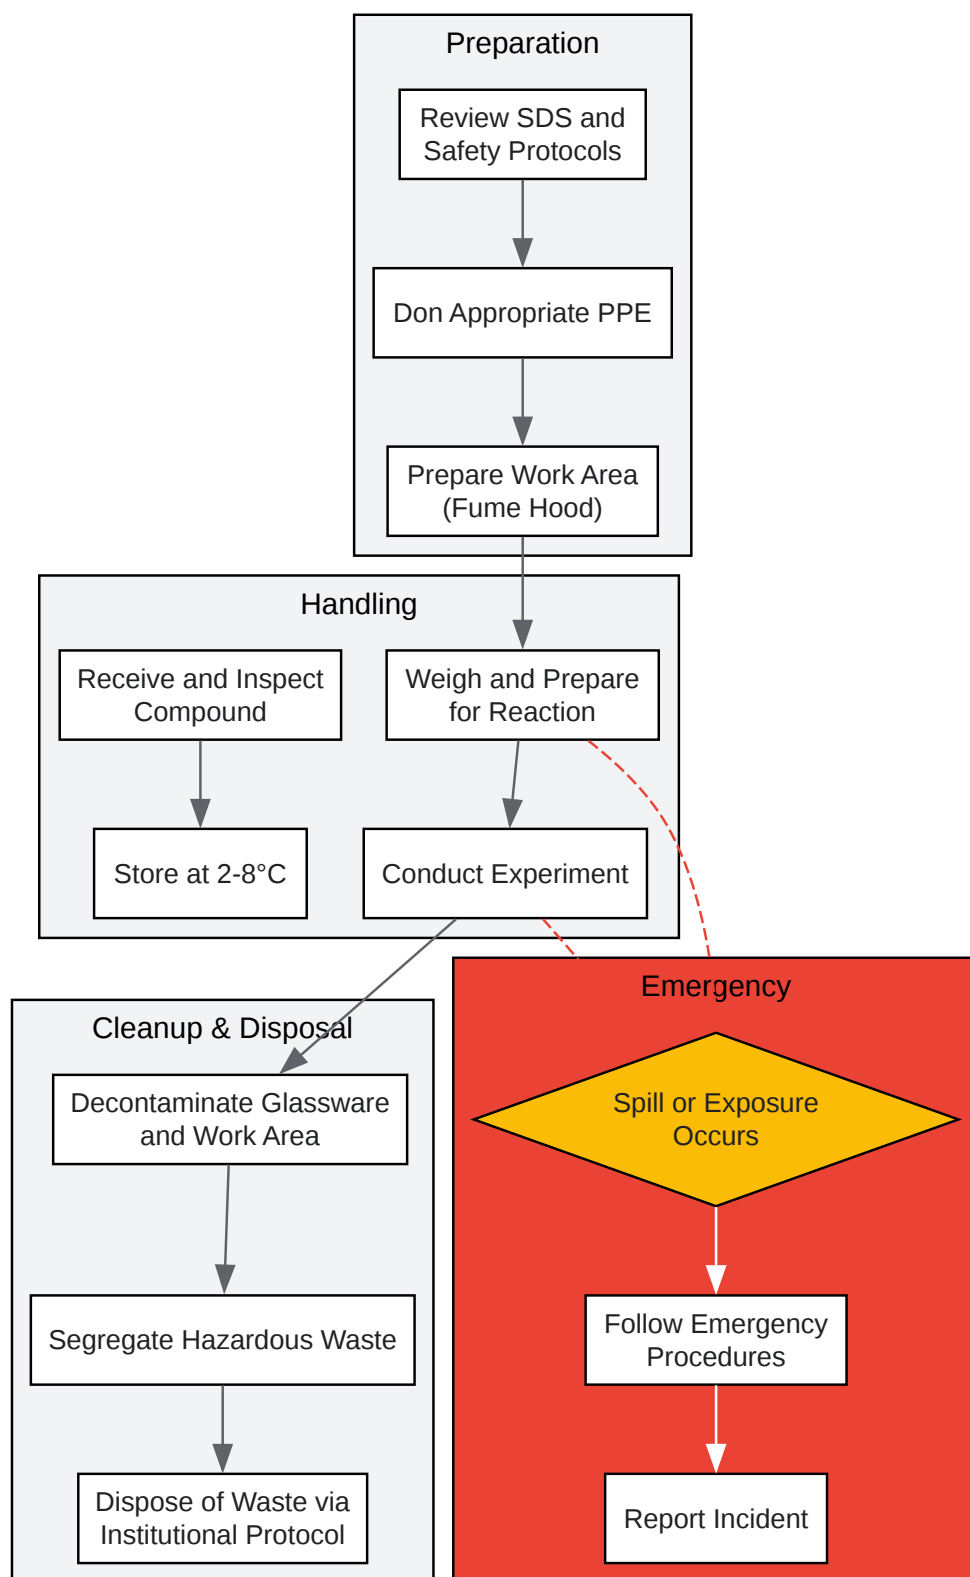 Preparation
Review SDS and
Safety Protocols
Don Appropriate PPE
Prepare Work Area
(Fume Hood)
Handling
Receive and Inspect
Compound
Weigh and Prepare
for Reaction
Store at 2-8°C
Conduct Experiment
Cleanup & Disposal
Decontaminate Glassware
and Work Area
Segregate Hazardous Waste
Dispose of Waste via
Institutional Protocol
Emergency
Spill or Exposure
Occurs
Follow Emergency
Procedures
Report Incident